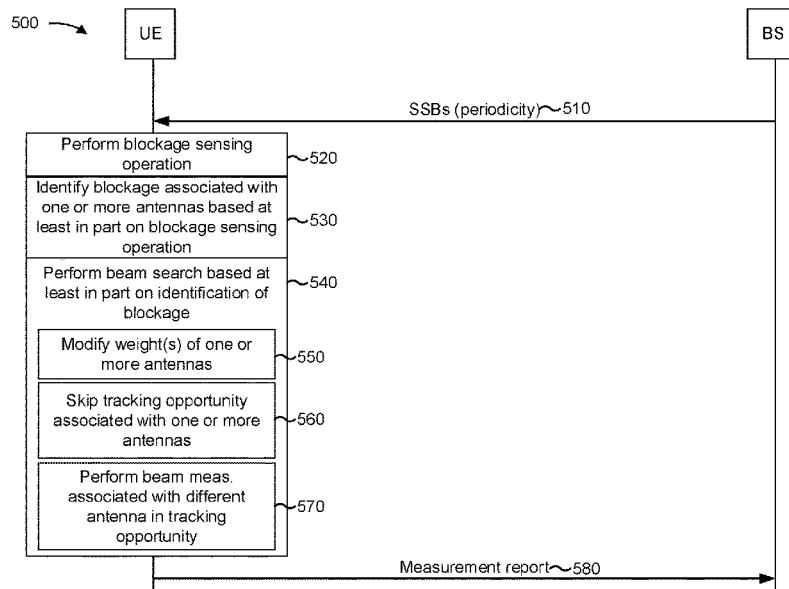 500
UE
BS
SSBs (periodicity)
510
Perform blockage sensing
operation
520
Identify blockage associated with
one or more antennas based at
least in part on blockage sensing
operation
530
Perform beam search based at
least in part on identification of
blockage
540
Modify weight(s) of one or
more antennas
550
Skip tracking opportunity
associated with one or more
antennas
560
Perform beam meas.
associated with different
antenna in tracking
opportunity
570
Measurement report
580